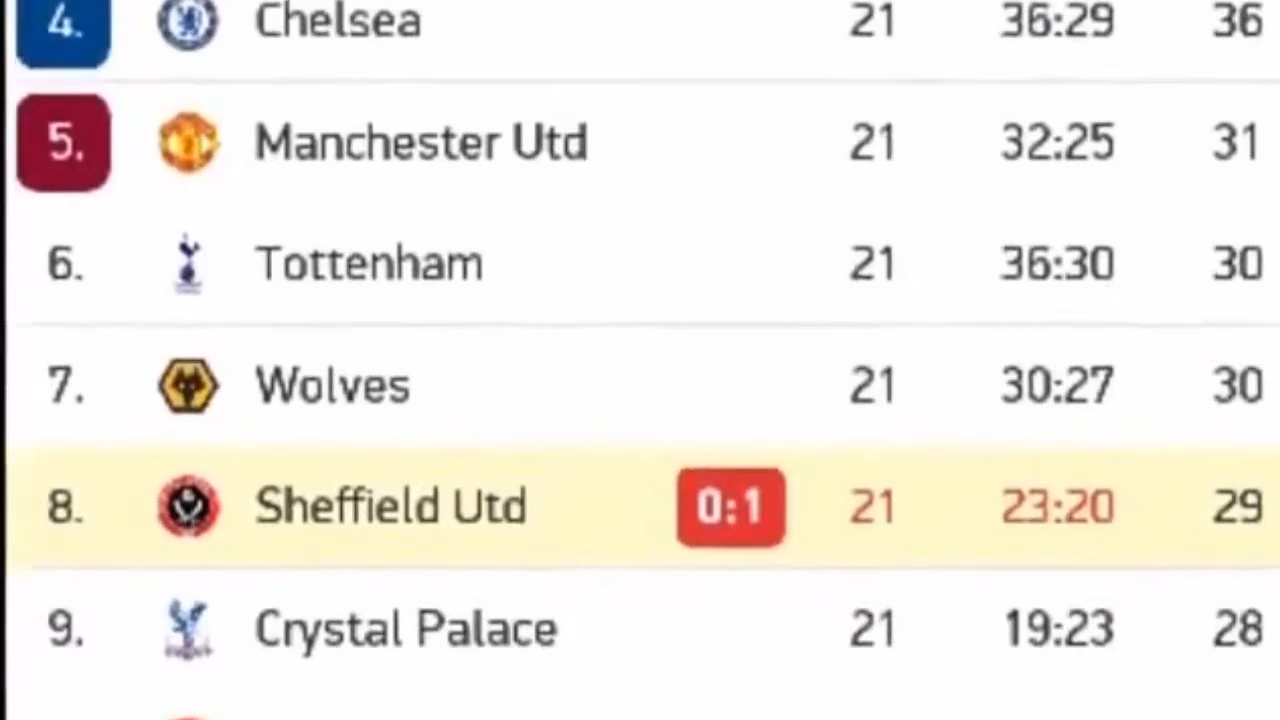 4. Chelsea 21 36:29 36
5. Manchester Utd 21 32:25 31
6. Tottenham 21 36:30 30
7. Wolves 21 30:27 30
8. Sheffield Utd 0:1 21 23:20 29
9. Crystal Palace 21 19:23 28